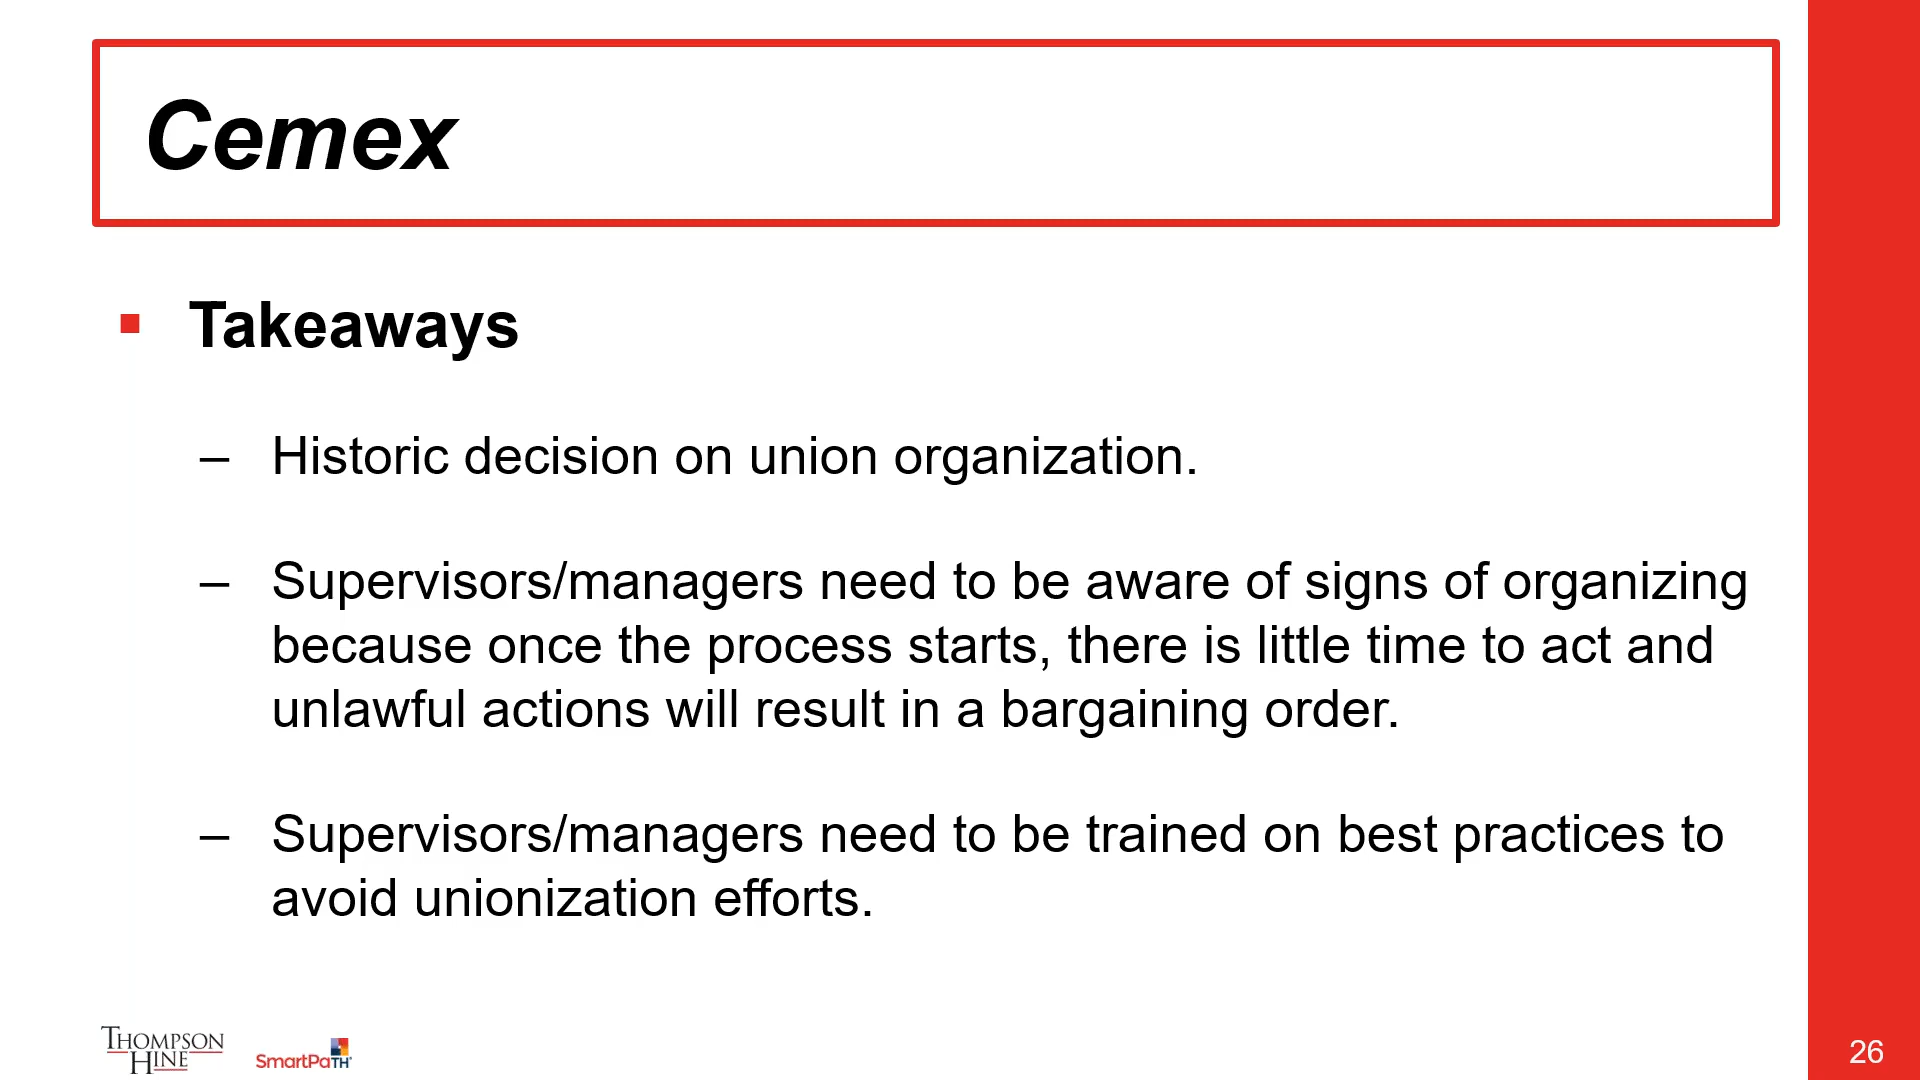 Cemex
▪ Takeaways
– Historic decision on union organization.
– Supervisors/managers need to be aware of signs of organizing
because once the process starts, there is little time to act and
unlawful actions will result in a bargaining order.
– Supervisors/managers need to be trained on best practices to
avoid unionization efforts.
THOMPSON
HINE
SmartPaTH
26